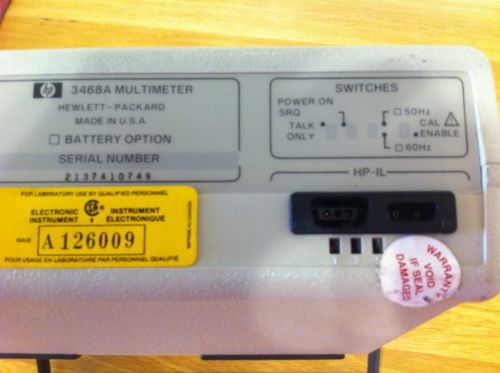 hp 3468A MULTIMETER
HEWLETT-PACKARD
MADE IN U.S.A
BATTERY OPTION
SERIAL NUMBER
2137A10749
SWITCHES
POWER ON
SRQ
TALK
ONLY
50Hz
60Hz
CAL
ENABLE
HP-IL
FOR LABORATORY USE BY QUALIFIED PERSONNEL
ELECTRONIC
INSTRUMENT
INSTRUMENT
ELECTRONIQUE
ISSUE
A 126009
POUR USAGE EN LABORATOIRE PAR PERSONNEL QUALIFIÉ
WARRANTY
VOID
IF SEAL
DAMAGED